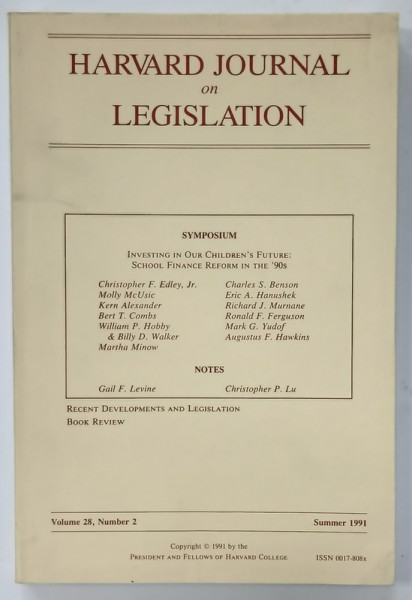 HARVARD JOURNAL
on
LEGISLATION
SYMPOSIUM
INVESTING IN OUR CHILDREN'S FUTURE:
SCHOOL FINANCE REFORM IN THE '90s
Christopher F. Edley, Jr.
Molly McUsic
Kern Alexander
Bert T. Combs
William P. Hobby
& Billy D. Walker
Martha Minow
Charles S. Benson
Eric A. Hanushek
Richard J. Murnane
Ronald F. Ferguson
Mark G. Yudof
Augustus F. Hawkins
NOTES
Gail F. Levine
Christopher P. Lu
RECENT DEVELOPMENTS AND LEGISLATION
BOOK REVIEW
Volume 28, Number 2
Summer 1991
Copyright © 1991 by the
PRESIDENT AND FELLOWS OF HARVARD COLLEGE
ISSN 0017-808x